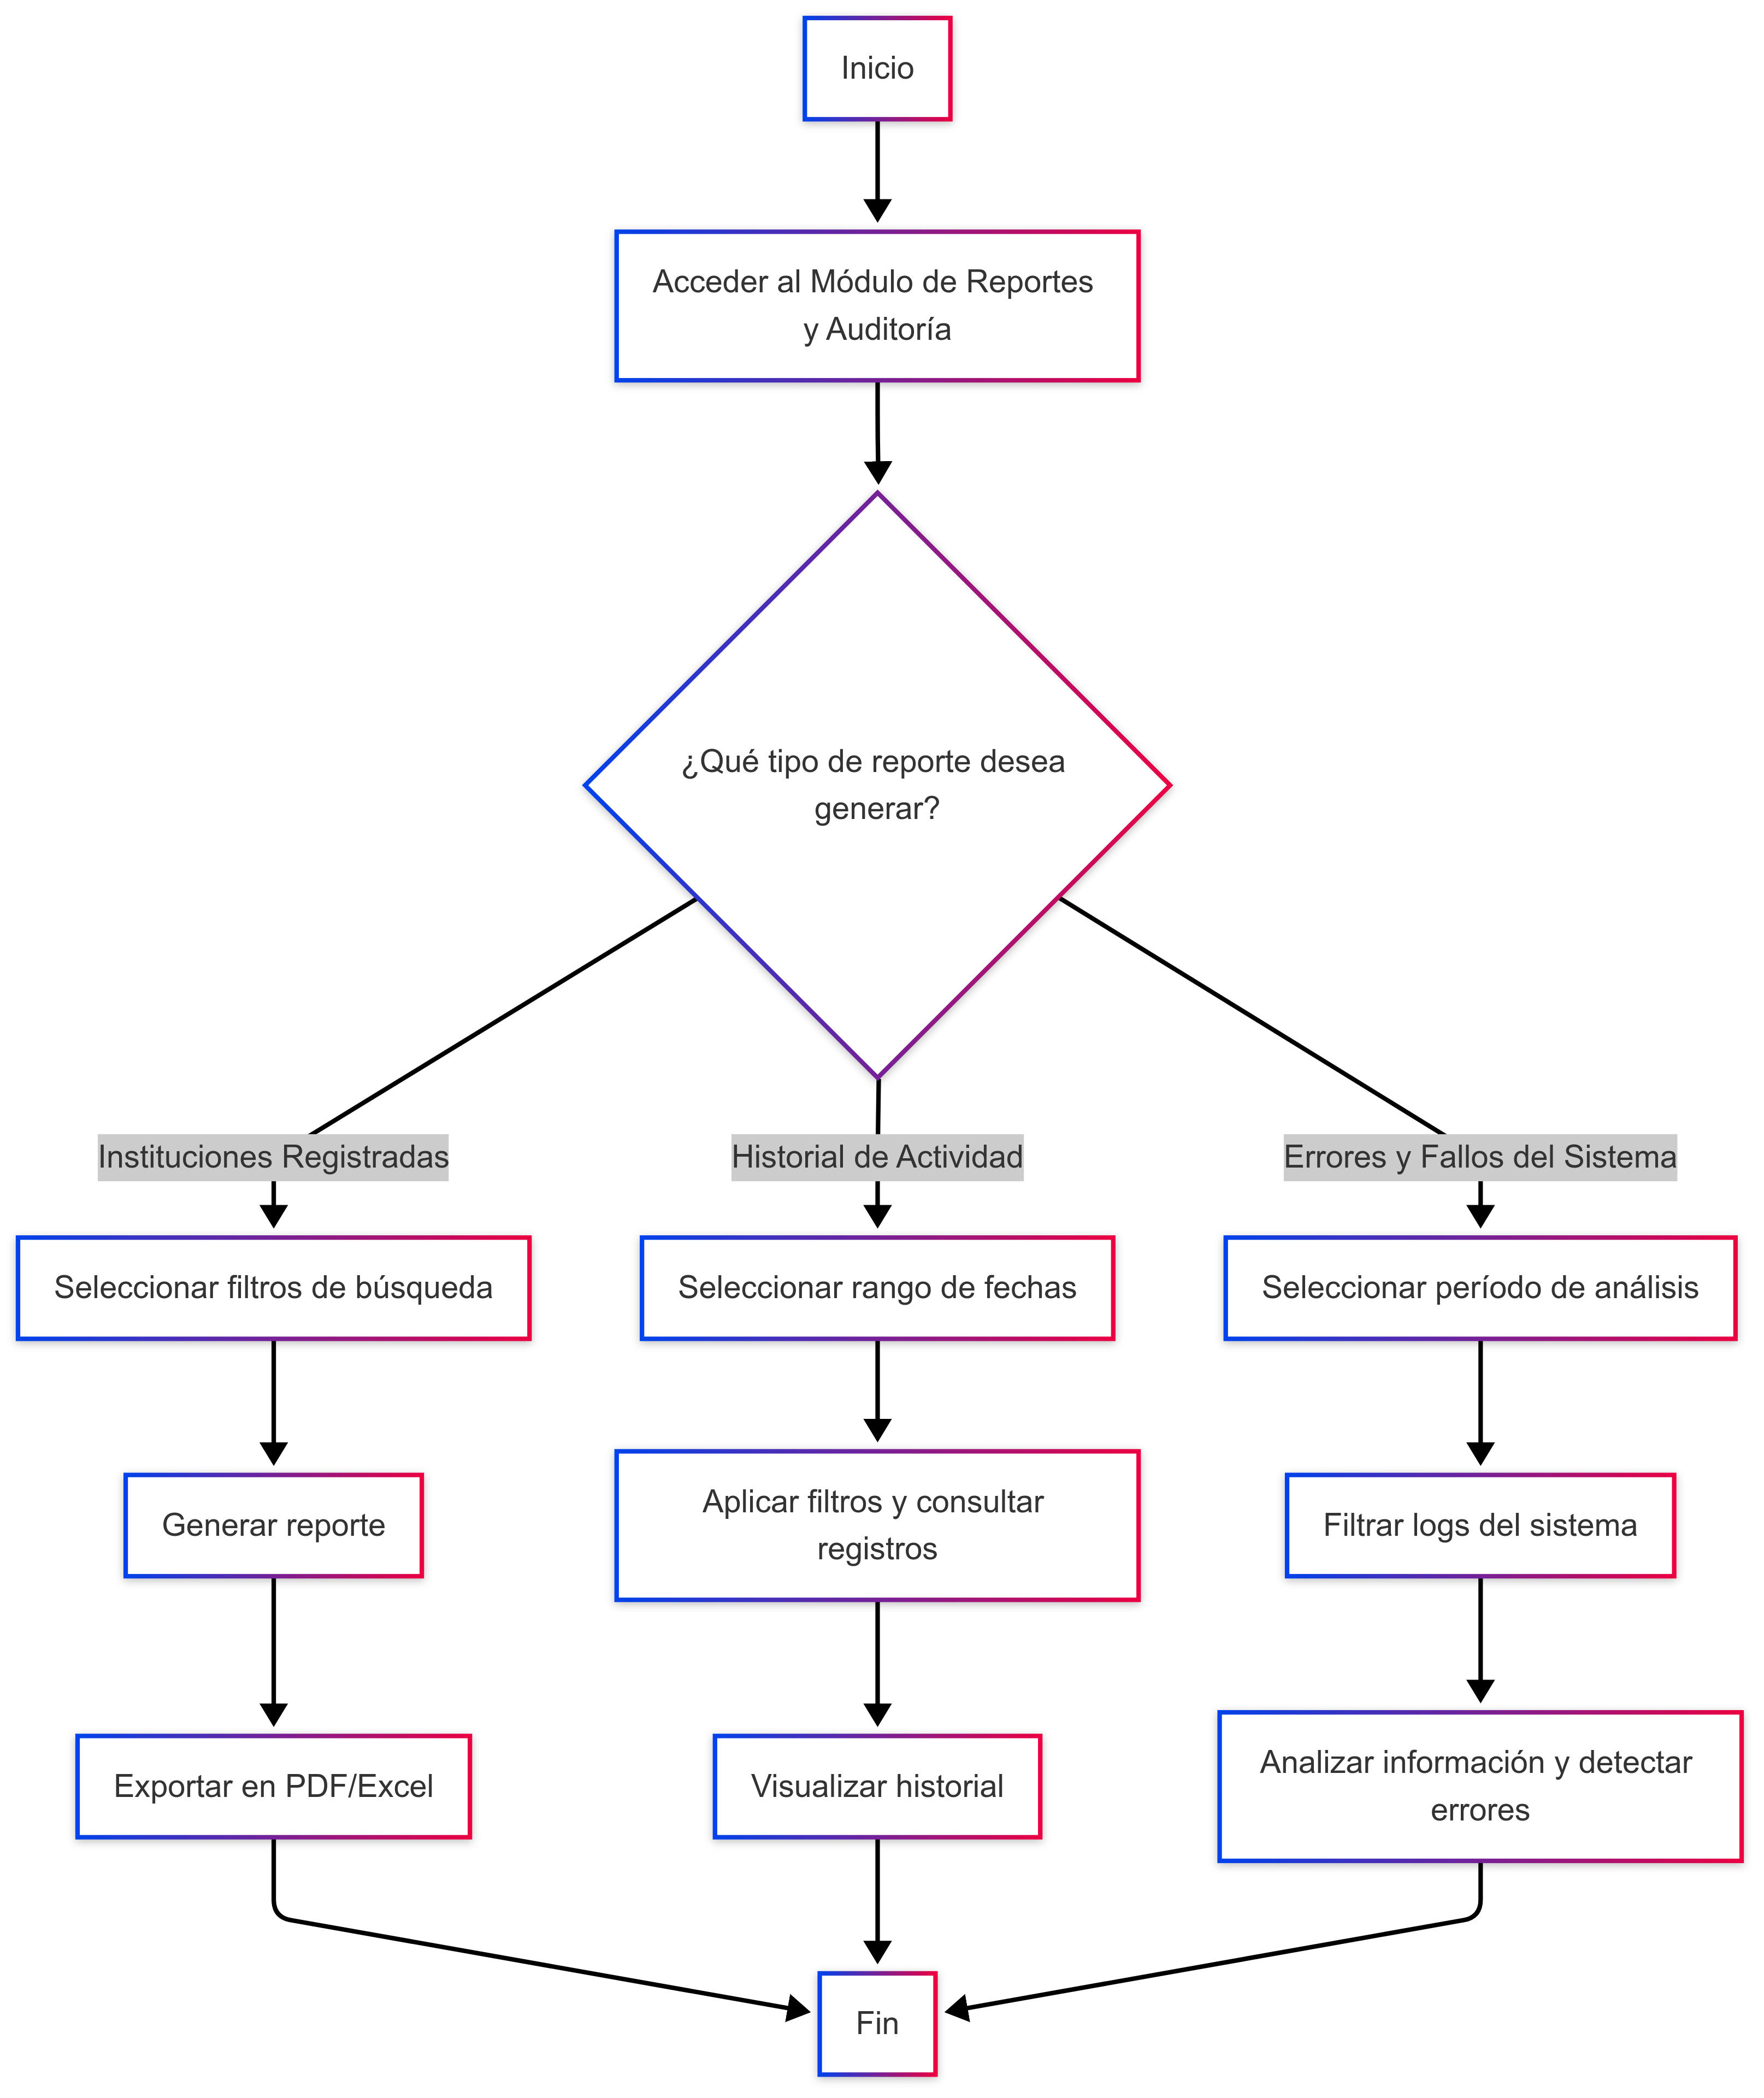 Inicio
Acceder al Módulo de Reportes
y Auditoría
¿Qué tipo de reporte desea
generar?
Instituciones Registradas
Historial de Actividad
Errores y Fallos del Sistema
Seleccionar filtros de búsqueda
Seleccionar rango de fechas
Seleccionar período de análisis
Generar reporte
Aplicar filtros y consultar
registros
Filtrar logs del sistema
Exportar en PDF/Excel
Visualizar historial
Analizar información y detectar
errores
Fin